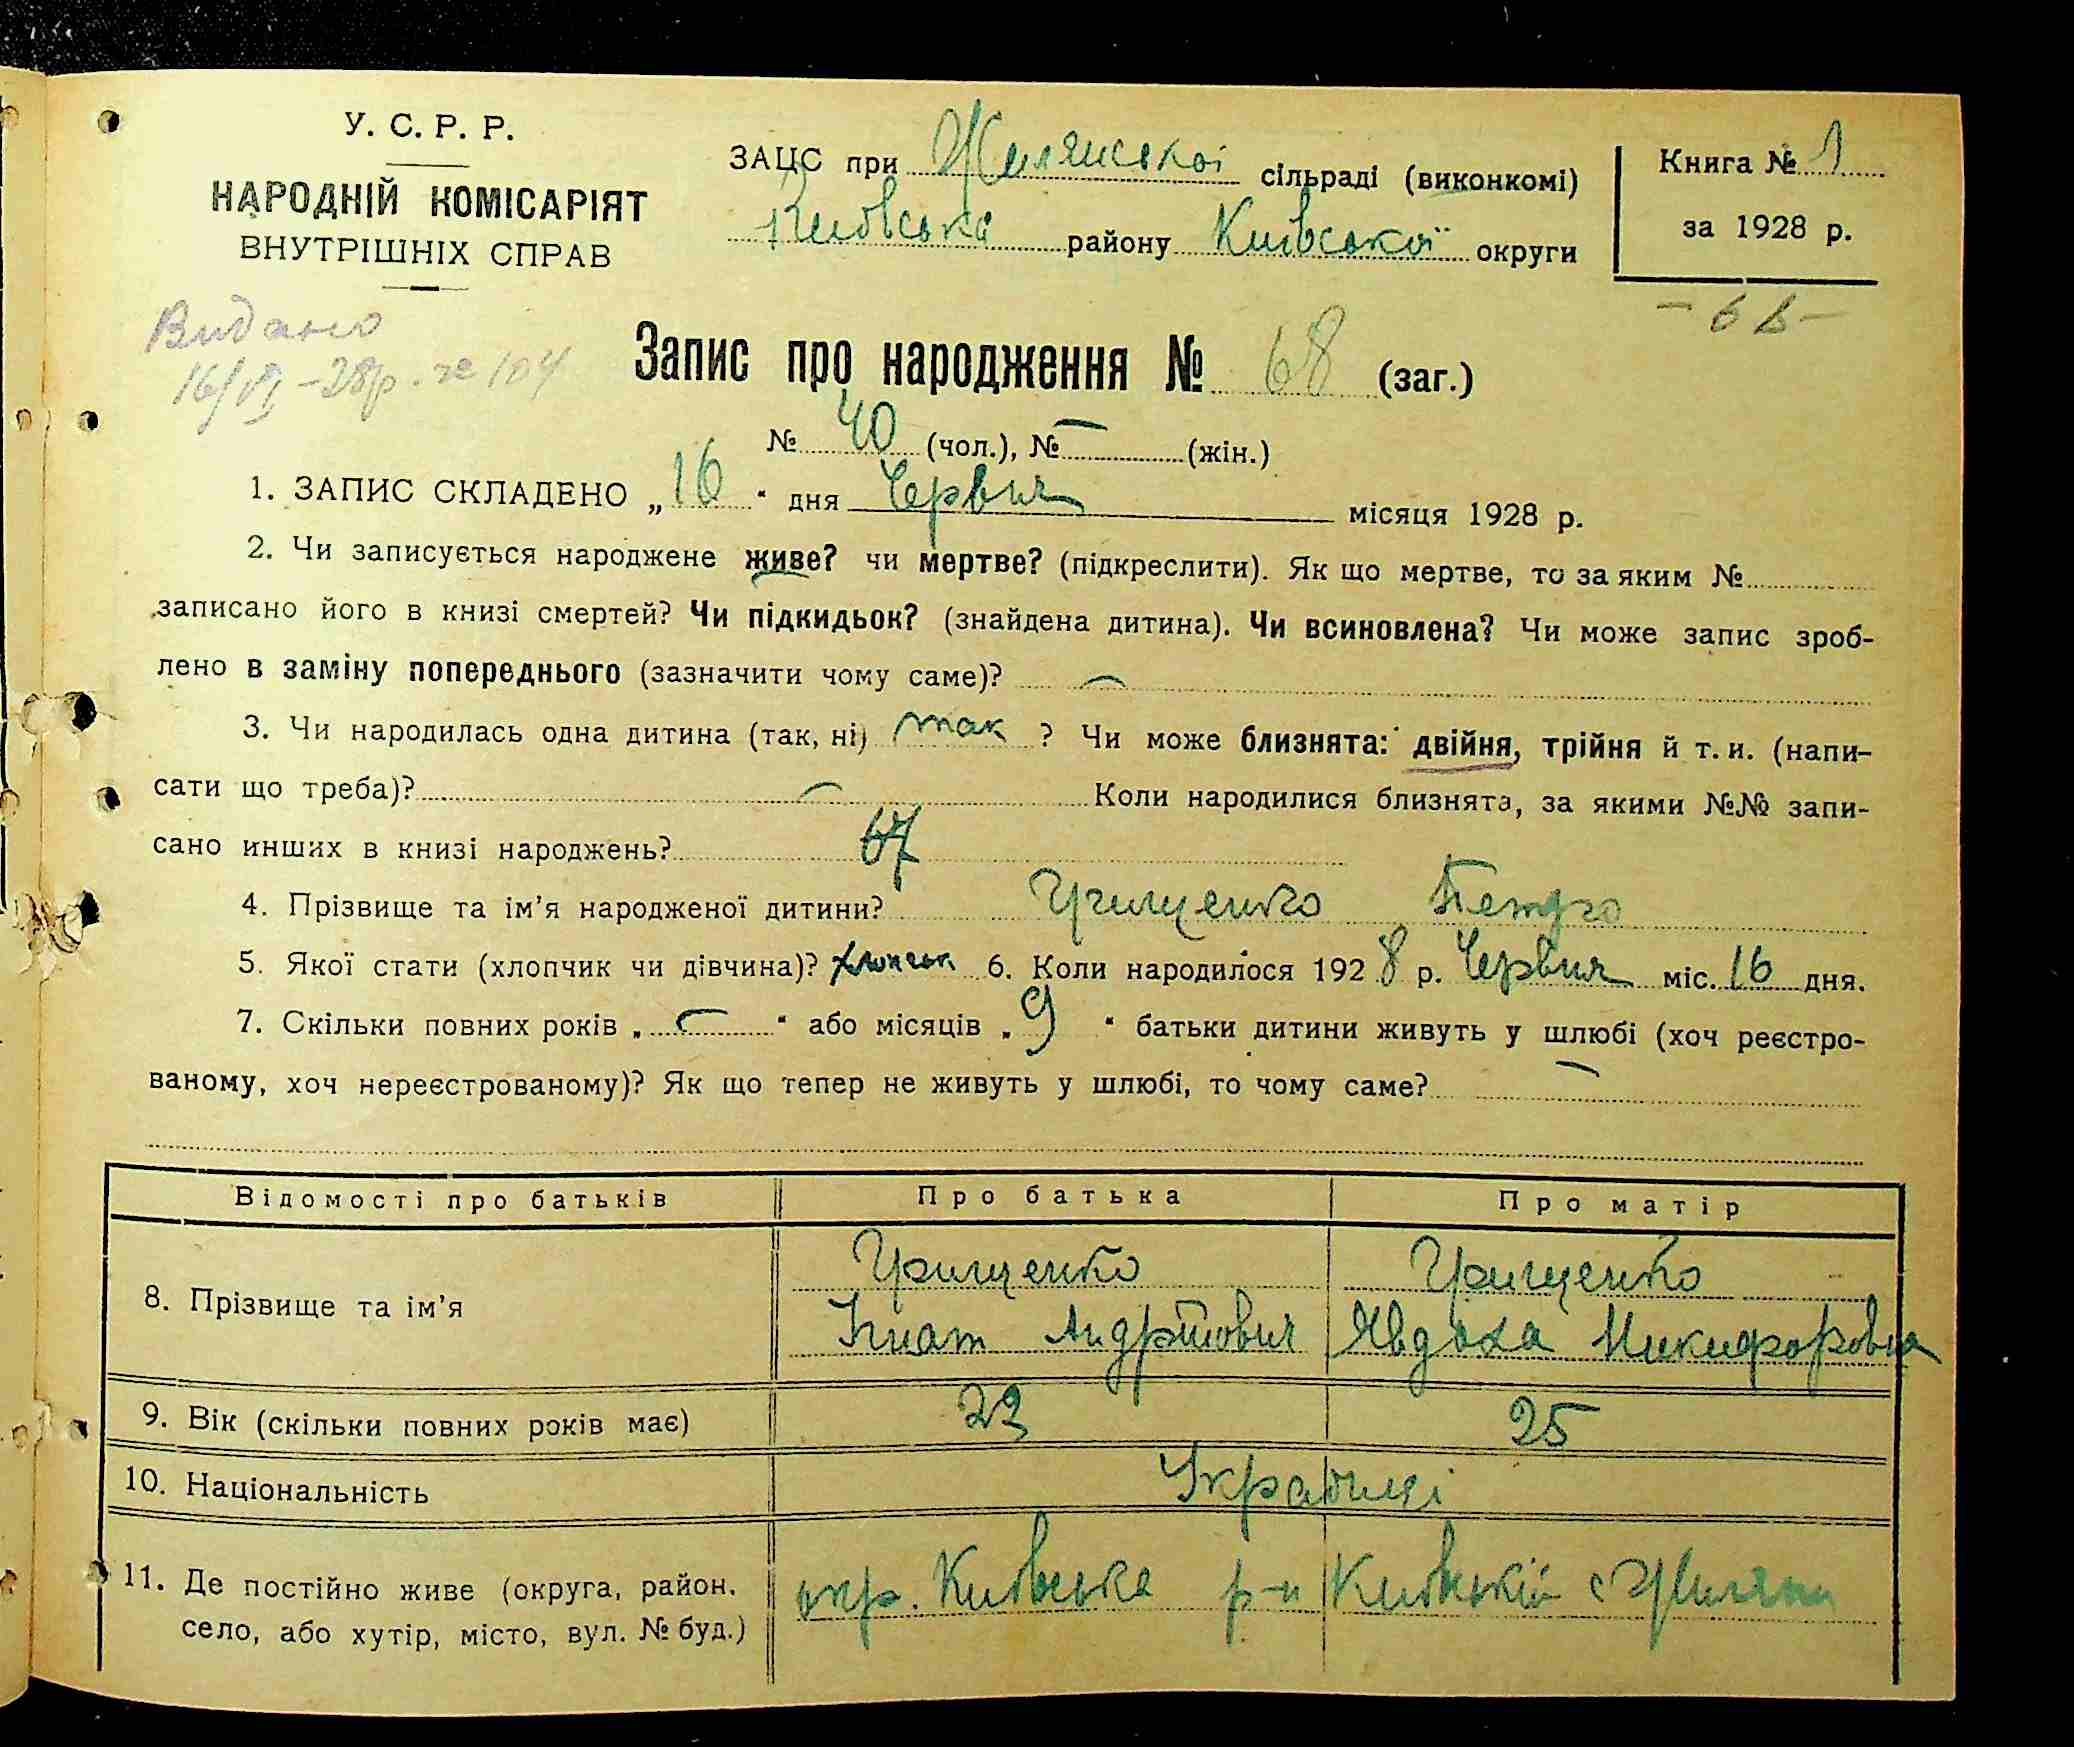 У. С. Р. Р.
НАРОДНІЙ КОМІСАРІЯТ
ВНУТРІШНІХ СПРАВ
ЗАЦС при Жилянської сільраді (виконкомі)
Київська району Київської округи
Книга № 1
за 1928 р.
Видано
16/VI – 28р. № 104
Запис про народження № 68 (заг.)
№ 40 (чол.), № — (жін.)
1. ЗАПИС СКЛАДЕНО „16“ дня Червня місяця 1928 р.
2. Чи записується народжене живе? чи мертве? (підкреслити). Як що мертве, то за яким №
записано його в книзі смертей? Чи підкидьок? (знайдена дитина). Чи всиновлена? Чи може запис зроб-
лено в заміну попереднього (зазначити чому саме)? —
3. Чи народилась одна дитина (так, ні) так ? Чи може близнята: двійня, трійня й т. и. (напи-
сати що треба)? — Коли народилися близнята, за якими №№ запи-
сано инших в книзі народжень? 67
4. Прізвище та ім'я народженої дитини? Грищенко Петро
5. Якої стати (хлопчик чи дівчина)? хлопчик 6. Коли народилося 1928 р. Червня міс. 16 дня.
7. Скільки повних років „—“ або місяців „9“ батьки дитини живуть у шлюбі (хоч реєстро-
ваному, хоч нереєстрованому)? Як що тепер не живуть у шлюбі, то чому саме? —
Відомості про батьків Про батька Про матір
8. Прізвище та ім'я
Грищенко Грищенко
Гнат Андрійович Явдоха Микифоровна
9. Вік (скільки повних років має) 22 25
10. Національність Українці
11. Де постійно живе (округа, район,
село, або хутір, місто, вул. № буд.)
окр. Київська р-н Київській с Жиляни